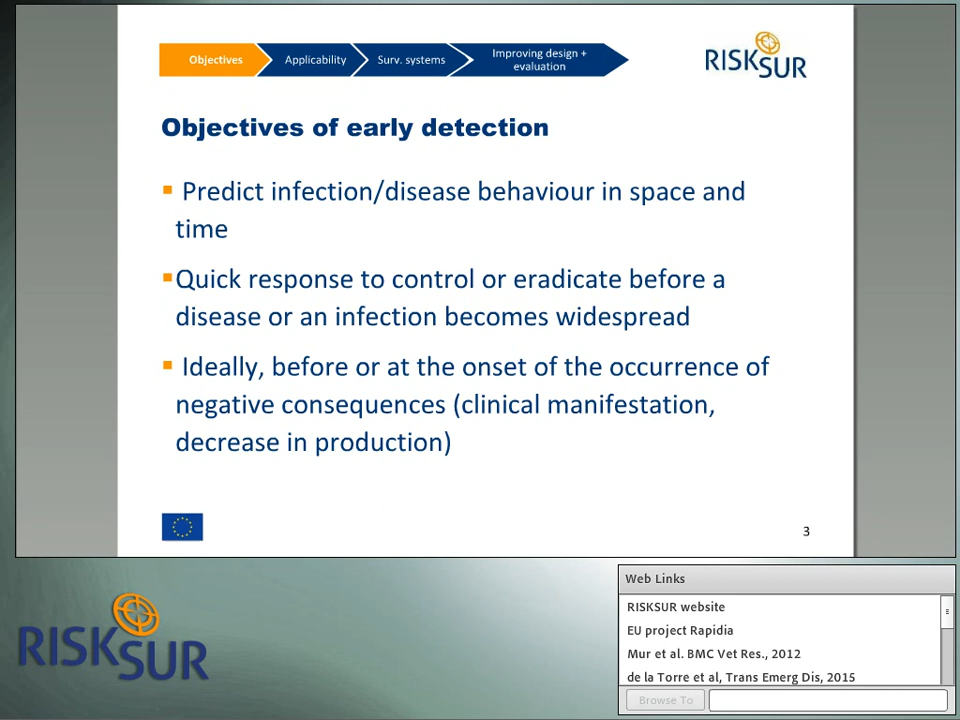 Objectives
Applicability
Surv. systems
Improving design +
evaluation
RISKSUR
Objectives of early detection
Predict infection/disease behaviour in space and
time
Quick response to control or eradicate before a
disease or an infection becomes widespread
Ideally, before or at the onset of the occurrence of
negative consequences (clinical manifestation,
decrease in production)
3
RISKSUR
Web Links
RISKSUR website
EU project Rapidia
Mur et al. BMC Vet Res., 2012
de la Torre et al, Trans Emerg Dis, 2015
Browse To